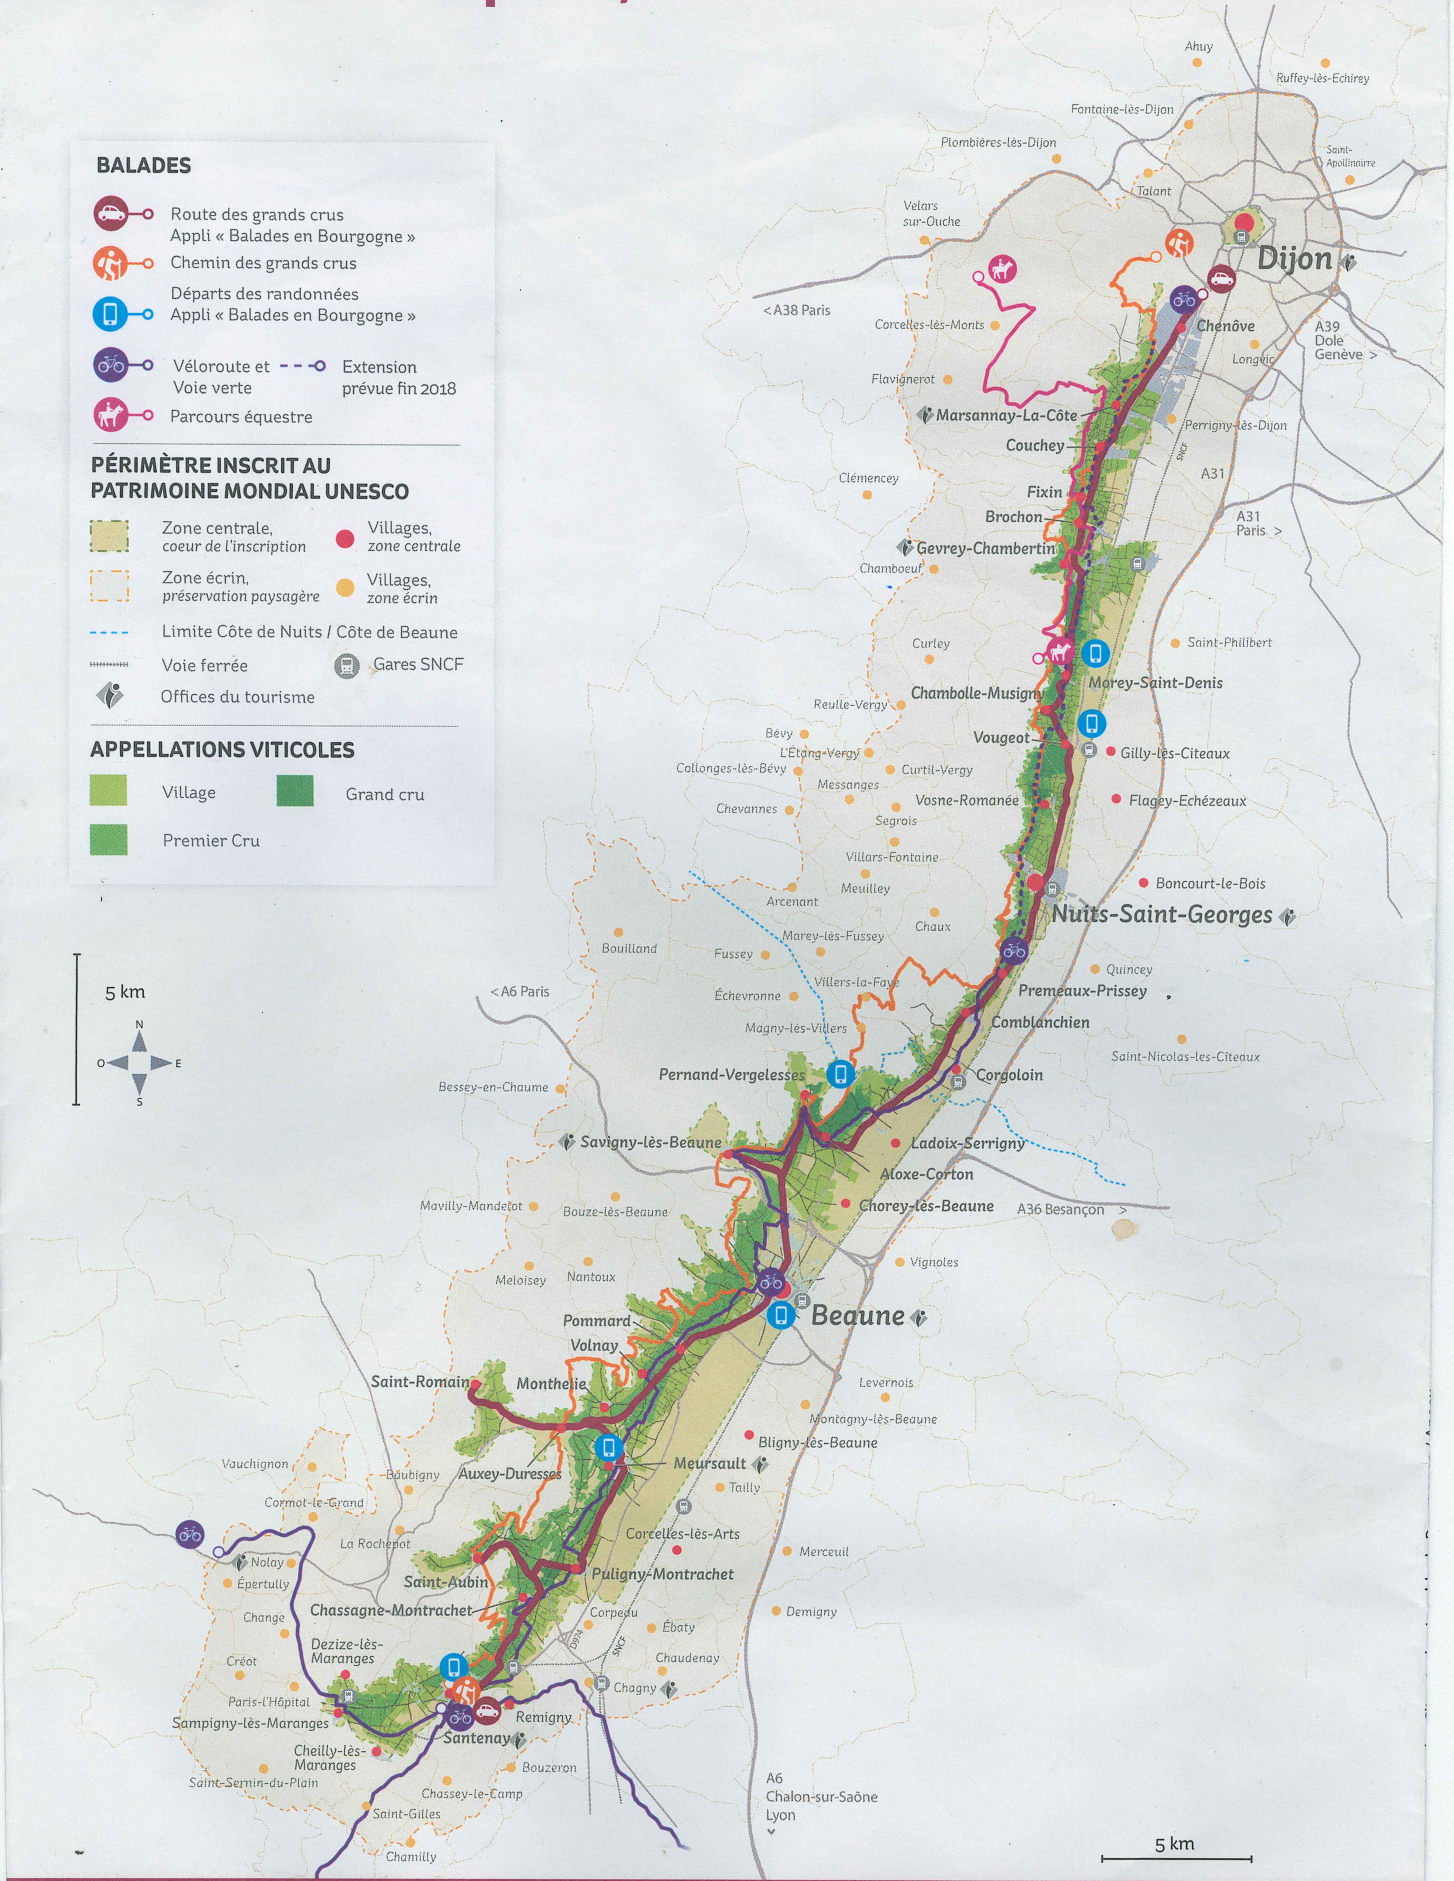 BALADES
Route des grands crus
Appli « Balades en Bourgogne »
Chemin des grands crus
Départs des randonnées
Appli « Balades en Bourgogne »
Véloroute et
Voie verte
Extension
prévue fin 2018
Parcours équestre
PÉRIMÈTRE INSCRIT AU
PATRIMOINE MONDIAL UNESCO
Zone centrale,
coeur de l'inscription
Villages,
zone centrale
Zone écrin,
préservation paysagère
Villages,
zone écrin
Limite Côte de Nuits / Côte de Beaune
Voie ferrée
Gares SNCF
Offices du tourisme
APPELLATIONS VITICOLES
Village
Grand cru
Premier Cru
5 km
N
O
E
S
Ahuy
Ruffey-lès-Echirey
Fontaine-lès-Dijon
Plombières-lès-Dijon
Saint-
Apollinairre
Talant
Velars
sur-Ouche
Dijon
< A38 Paris
Corcelles-lès-Monts
Chenôve
A39
Dole
Genève >
Longvic
Flavignerot
Marsannay-La-Côte
Perrigny-lès-Dijon
Couchey
SNCF
A31
Clémencey
Fixin
Brochon
A31
Paris >
Gevrey-Chambertin
Chamboeuf
Curley
Saint-Philibert
Morey-Saint-Denis
Chambolle-Musigny
Reulle-Vergy
Bévy
Vougeot
L'Etang-Vergy
Gilly-lès-Citeaux
Collonges-lès-Bévy
Curtil-Vergy
Messanges
Vosne-Romanée
Flagey-Echézeaux
Chevannes
Segrois
Villars-Fontaine
Meuilley
Boncourt-le-Bois
Arcenant
Nuits-Saint-Georges
Chaux
Marey-lès-Fussey
Bouilland
Fussey
Quincey
Villers-la-Faye
< A6 Paris
Échevronne
Premeaux-Prissey
Magny-lès-Villers
Comblanchien
Saint-Nicolas-les-Cîteaux
Pernand-Vergelesses
Corgoloin
Bessey-en-Chaume
Savigny-lès-Beaune
Ladoix-Serrigny
Aloxe-Corton
Mavilly-Mandelot
Bouze-lès-Beaune
Chorey-lès-Beaune
A36 Besançon >
Vignoles
Meloisey
Nantoux
Beaune
Pommard
Volnay
Saint-Romain
Monthelie
Levernois
Montagny-lès-Beaune
Bligny-lès-Beaune
Vauchignon
Baubigny
Auxey-Duresses
Meursault
Tailly
Cormot-le-Grand
La Rochepot
Corcelles-lès-Arts
Merceuil
Nolay
Épertully
Saint-Aubin
Puligny-Montrachet
Change
Chassagne-Montrachet
Corpeau
Demigny
Ébaty
D974
SNCF
Dezize-lès-
Maranges
Créot
Chaudenay
Paris-l'Hôpital
Chagny
Sampigny-lès-Maranges
Remigny
Santenay
Cheilly-lès-
Maranges
Bouzeron
Saint-Sernin-du-Plain
Chassey-le-Camp
A6
Chalon-sur-Saône
Lyon
Saint-Gilles
Chamilly
5 km